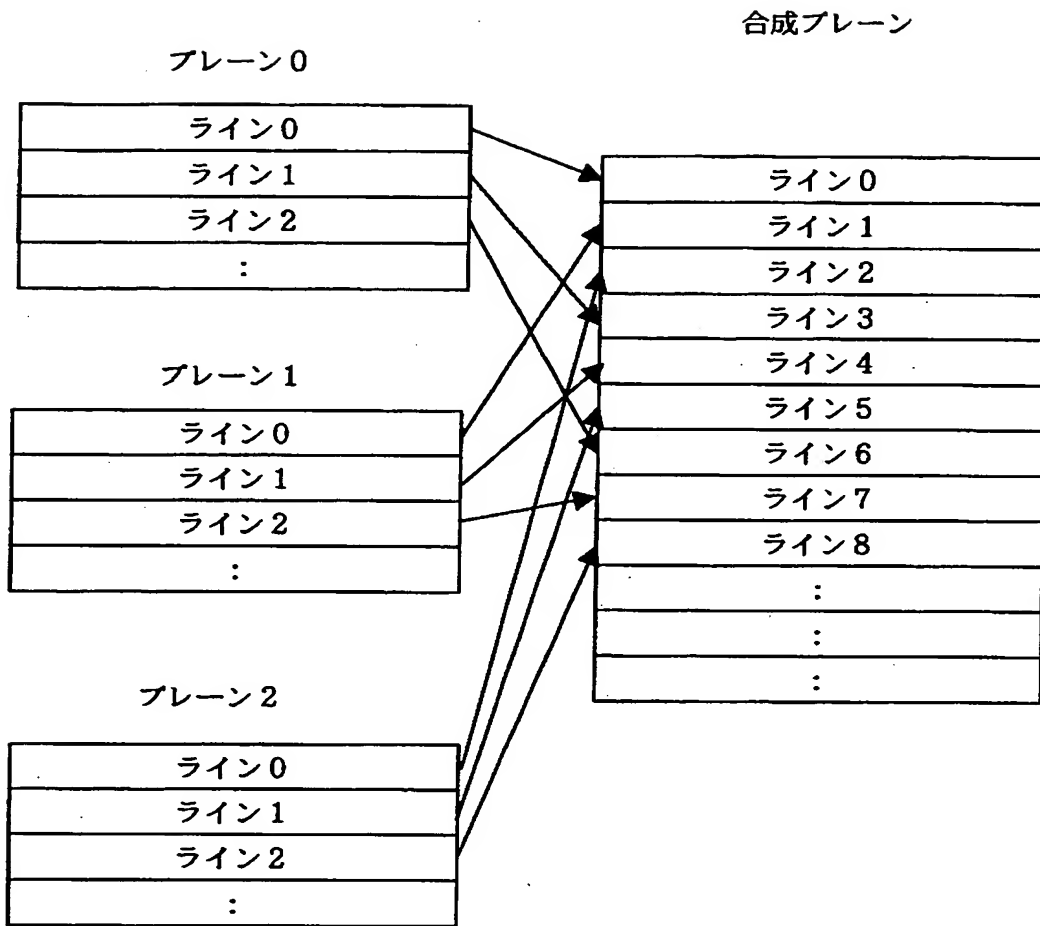 合成プレーン
プレーン0
ライン0
ライン1
ライン2
:
プレーン1
ライン0
ライン1
ライン2
:
プレーン2
ライン0
ライン1
ライン2
:
ライン0
ライン1
ライン2
ライン3
ライン4
ライン5
ライン6
ライン7
ライン8
:
:
: